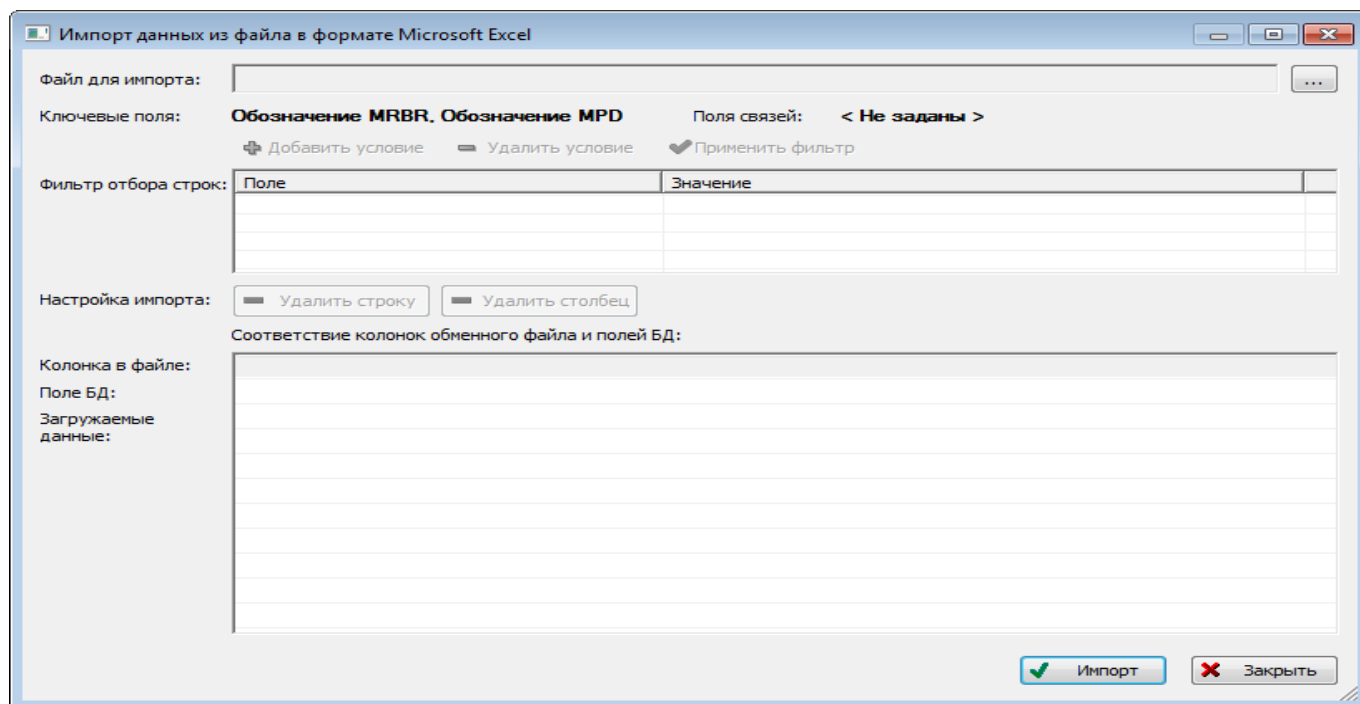 Импорт данных из файла в формате Microsoft Excel
Файл для импорта: ...
Ключевые поля: Обозначение MRBR, Обозначение MPD Поля связей: < Не заданы >
Добавить условие Удалить условие Применить фильтр
Фильтр отбора строк: Поле Значение
Настройка импорта: Удалить строку Удалить столбец
Соответствие колонок обменного файла и полей БД:
Колонка в файле:
Поле БД:
Загружаемые
данные:
Импорт Закрыть